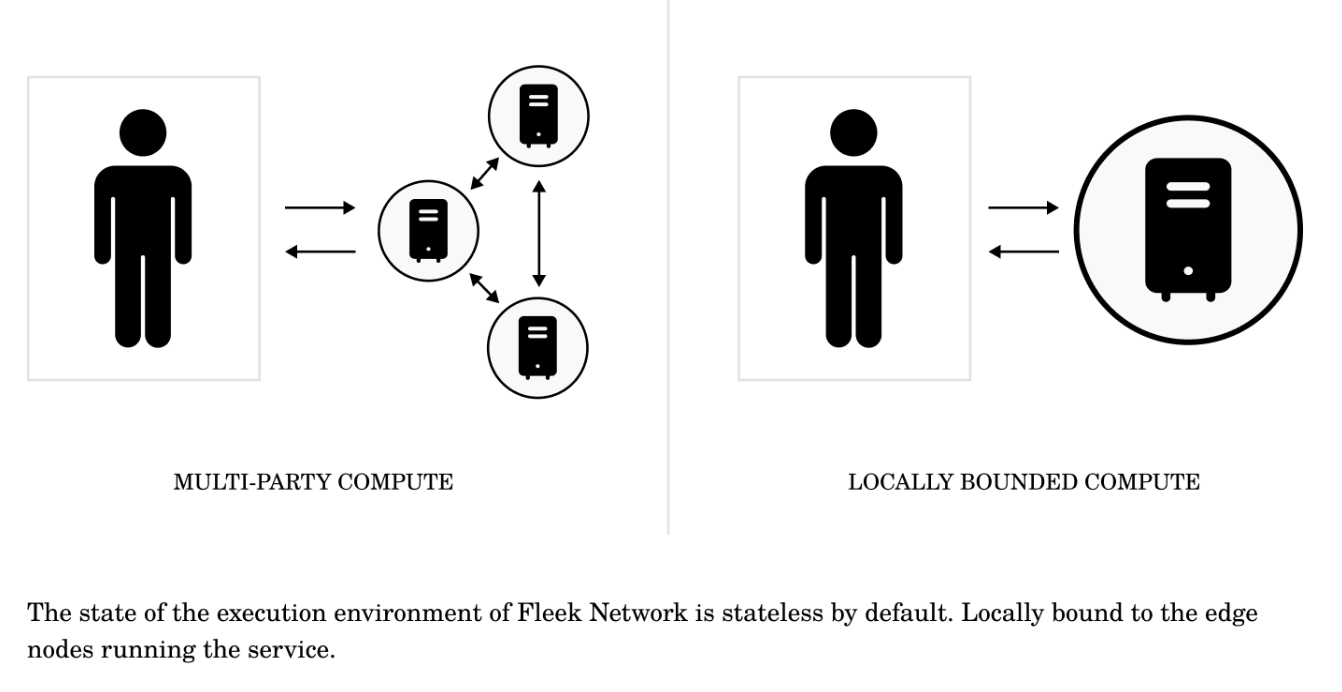 MULTI-PARTY COMPUTE
LOCALLY BOUNDED COMPUTE
The state of the execution environment of Fleek Network is stateless by default. Locally bound to the edge
nodes running the service.